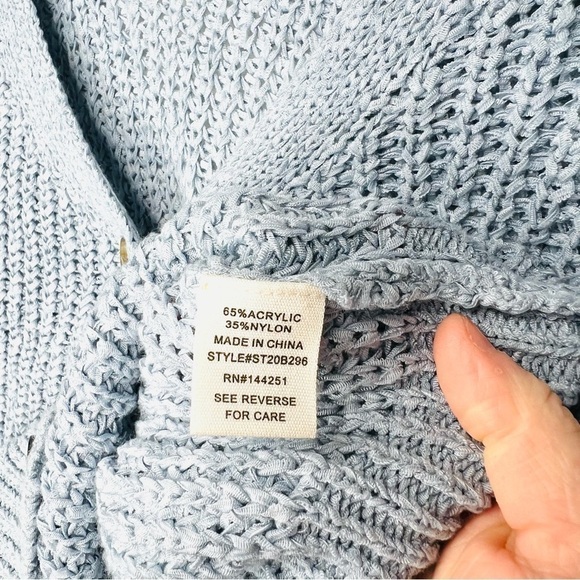 65%ACRYLIC
35%NYLON
MADE IN CHINA
STYLE#ST20B296
RN#144251
SEE REVERSE
FOR CARE